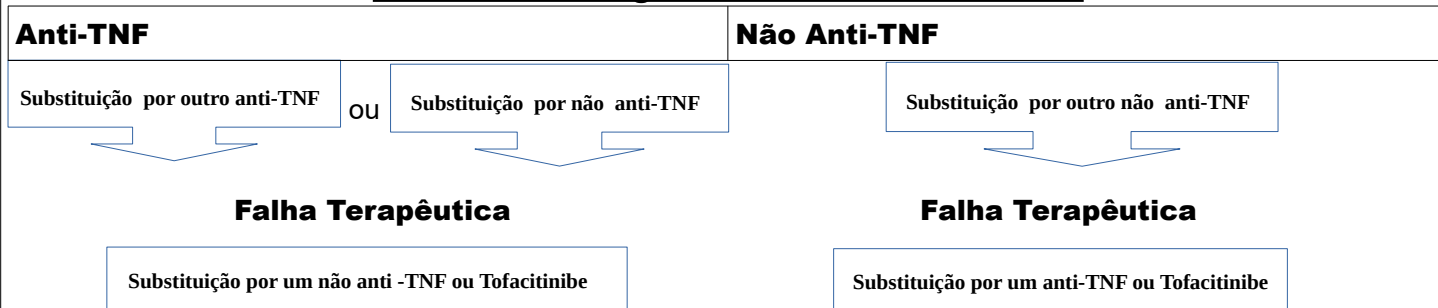 Anti-TNF
Não Anti-TNF
Substituição por outro anti-TNF
ou
Substituição por não anti-TNF
Substituição por outro não anti-TNF
Falha Terapêutica
Falha Terapêutica
Substituição por um não anti -TNF ou Tofacitinibe
Substituição por um anti-TNF ou Tofacitinibe